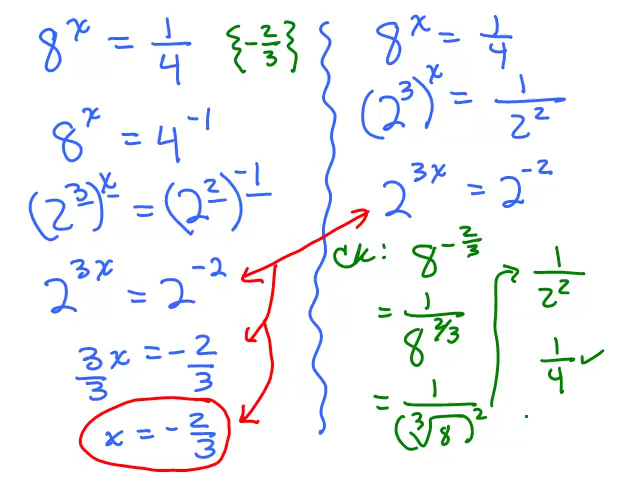 8^x = 1/4 {-2/3}
8^x = 4^-1
(2^3)^x = (2^2)^-1
2^3x = 2^-2
3x/3 = -2/3
x = -2/3
8^x = 1/4
(2^3)^x = 1/2^2
2^3x = 2^-2
CK: 8^-2/3
= 1/8^2/3
= 1/(∛8)^2
1/2^2
1/4 ✓